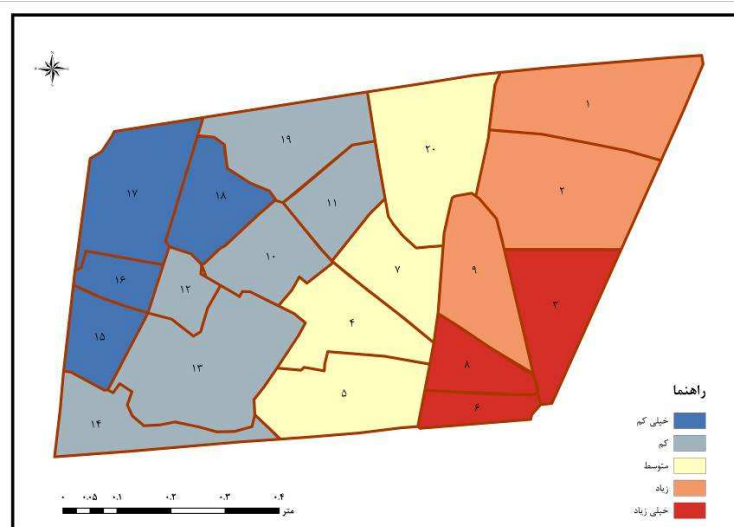 ۱
۱۹
۲۰
۲
۱۷
۱۸
۱۱
۱۰
۷
۹
۳
۱۶
۱۲
۴
۱۵
۱۳
۸
۵
۶
۱۴
راهنما
خیلی کم
کم
متوسط
زیاد
خیلی زیاد
۰ ۰.۰۵ ۰.۱ ۰.۲ ۰.۳ ۰.۴
متر